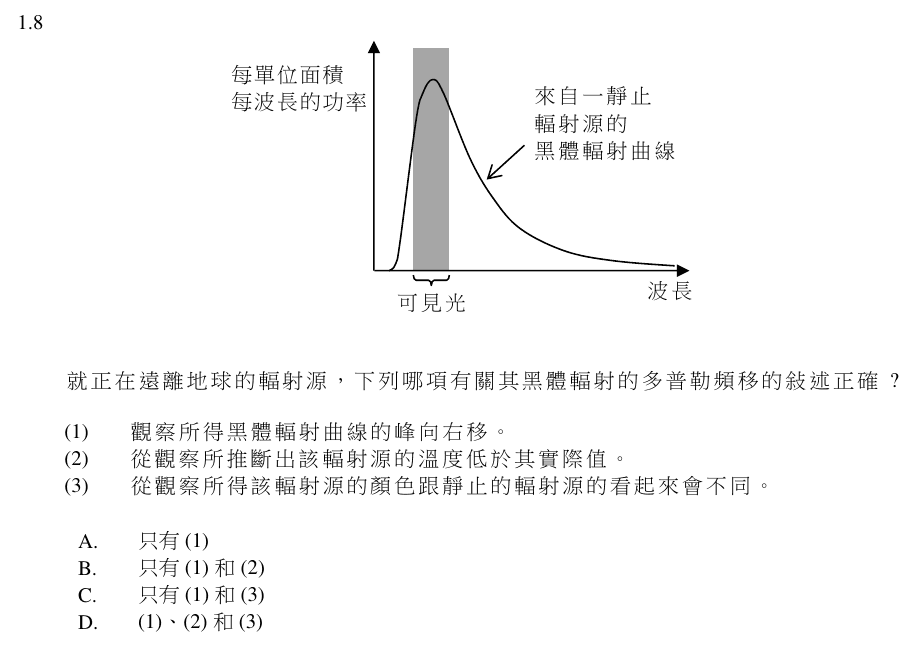 1.8
每單位面積
每波長的功率
來自一靜止
輻射源的
黑體輻射曲線
波長
可見光
就正在遠離地球的輻射源，下列哪項有關其黑體輻射的多普勒頻移的敍述正確？
(1) 觀察所得黑體輻射曲線的峰向右移。
(2) 從觀察所推斷出該輻射源的溫度低於其實際值。
(3) 從觀察所得該輻射源的顏色跟靜止的輻射源的看起來會不同。
A. 只有 (1)
B. 只有 (1) 和 (2)
C. 只有 (1) 和 (3)
D. (1)、(2) 和 (3)